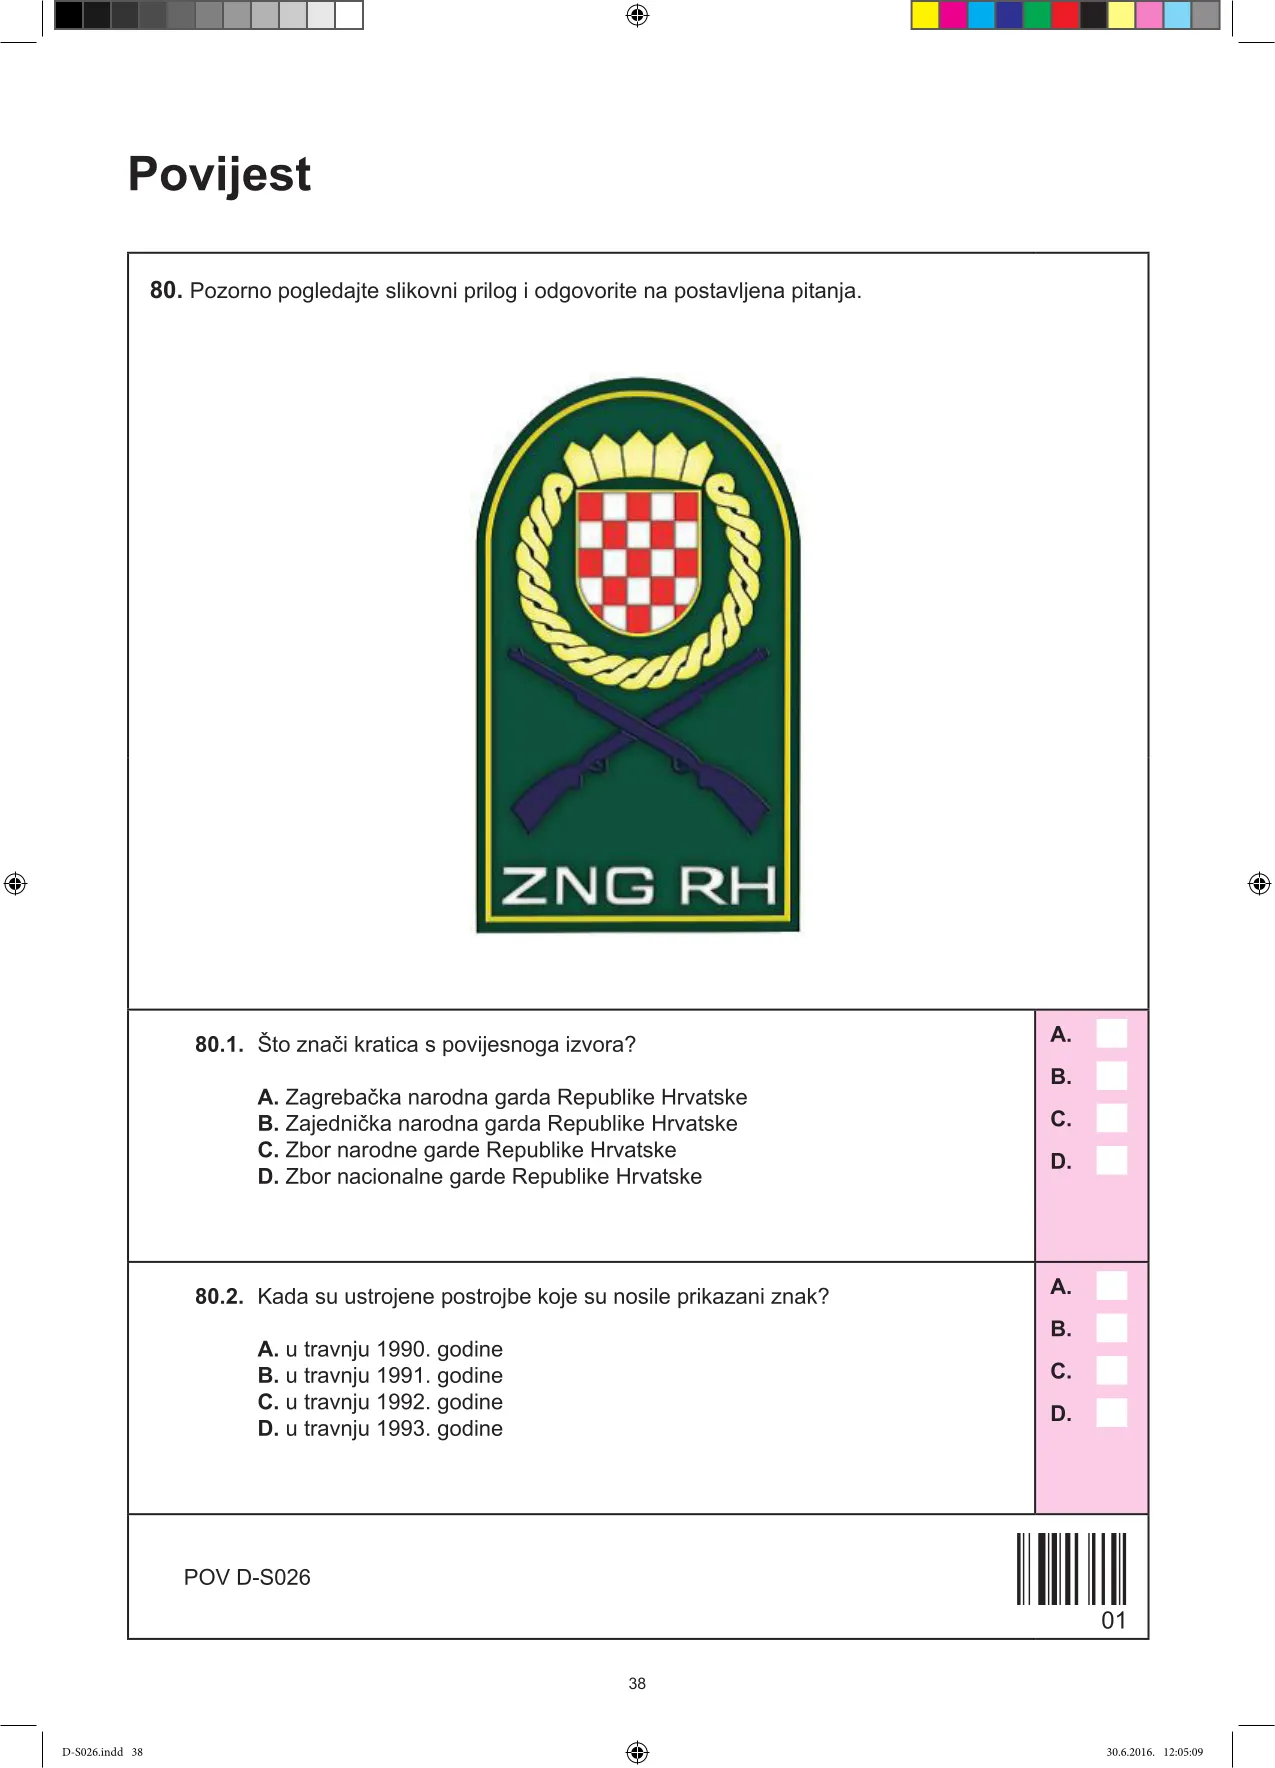 Povijest
80. Pozorno pogledajte slikovni prilog i odgovorite na postavljena pitanja.
ZNG RH
80.1. Što znači kratica s povijesnoga izvora?
A. Zagrebačka narodna garda Republike Hrvatske
B. Zajednička narodna garda Republike Hrvatske
C. Zbor narodne garde Republike Hrvatske
D. Zbor nacionalne garde Republike Hrvatske
A.
B.
C.
D.
80.2. Kada su ustrojene postrojbe koje su nosile prikazani znak?
A. u travnju 1990. godine
B. u travnju 1991. godine
C. u travnju 1992. godine
D. u travnju 1993. godine
A.
B.
C.
D.
POV D-S026
01
38
D-S026.indd 38
30.6.2016. 12:05:09